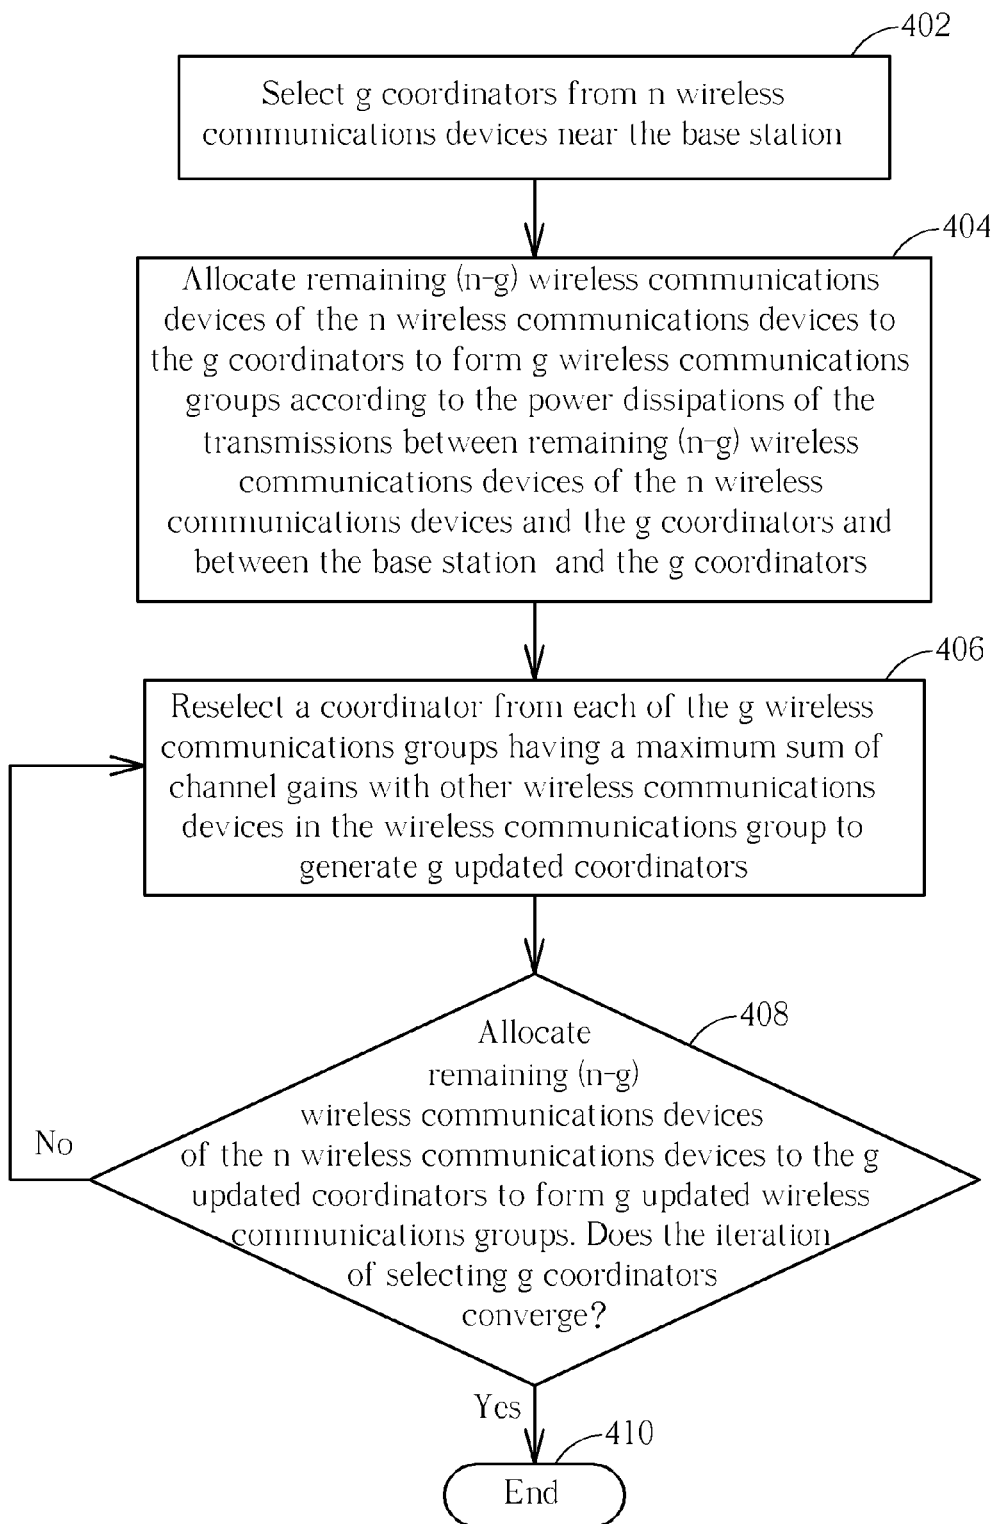 402
Select g coordinators from n wireless
communications devices near the base station
404
Allocate remaining (n-g) wireless communications
devices of the n wireless communications devices to
the g coordinators to form g wireless communications
groups according to the power dissipations of the
transmissions between remaining (n-g) wireless
communications devices of the n wireless
communications devices and the g coordinators and
between the base station and the g coordinators
406
Reselect a coordinator from each of the g wireless
communications groups having a maximum sum of
channel gains with other wireless communications
devices in the wireless communications group to
generate g updated coordinators
408
Allocate
remaining (n-g)
wireless communications devices
of the n wireless communications devices to the g
updated coordinators to form g updated wireless
communications groups. Does the iteration
of selecting g coordinators
converge?
No
Yes
410
End